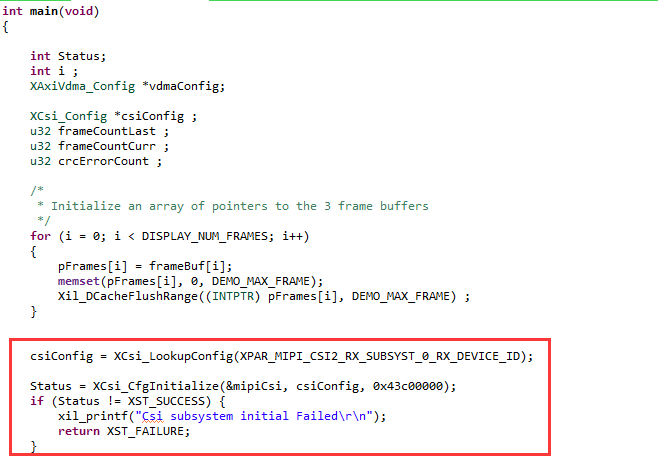 int main(void)
{
int Status;
int i ;
XAxiVdma_Config *vdmaConfig;
XCsi_Config *csiConfig ;
u32 frameCountLast ;
u32 frameCountCurr ;
u32 crcErrorCount ;
/*
* Initialize an array of pointers to the 3 frame buffers
*/
for (i = 0; i < DISPLAY_NUM_FRAMES; i++)
{
pFrames[i] = frameBuf[i];
memset(pFrames[i], 0, DEMO_MAX_FRAME);
Xil_DCacheFlushRange((INTPTR) pFrames[i], DEMO_MAX_FRAME) ;
}
csiConfig = XCsi_LookupConfig(XPAR_MIPI_CSI2_RX_SUBSYST_0_RX_DEVICE_ID);
Status = XCsi_CfgInitialize(&mipiCsi, csiConfig, 0x43c00000);
if (Status != XST_SUCCESS) {
xil_printf("Csi subsystem initial Failed\r\n");
return XST_FAILURE;
}